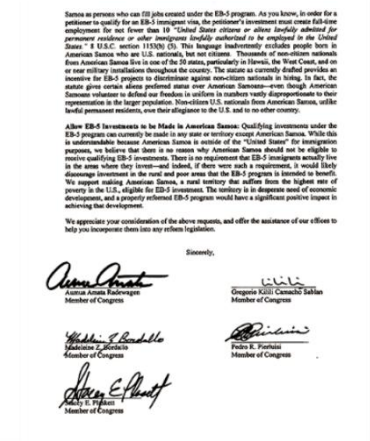 Samoa as persons who can fill jobs created under the EB-5 program. As you know, in order for a
petitioner to qualify for an EB-5 immigrant visa, the petitioner's investment must create full-time
employment for not fewer than 10 "United States citizens or aliens lawfully admitted for
permanent residence or other immigrants lawfully authorized to be employed in the United
States " 8 U.S.C. section 1153(b) (5). This language inadvertently excludes people born in
American Samoa who are U.S. nationals, but not citizens. Thousands of non-citizen nationals
from American Samoa live in one of the 50 states, particularly in Hawaii, the West Coast, and on
or near military installations throughout the country. The statute as currently drafted provides an
incentive for EB-5 projects to discriminate against non-citizen nationals in hiring. In fact, the
statute gives certain aliens preferred status over American Samoans—even though American
Samoans volunteer to defend our freedom in uniform in numbers vastly disproportionate to their
representation in the larger population. Non-citizen U.S. nationals from American Samoa, unlike
lawful permanent residents, owe their allegiance to the U.S. and to no other country.
Allow EB-5 Investments to be Made in American Samoa: Qualifying investments under the
EB-5 program can currently be made in any state or territory except American Samoa. While this
is understandable because American Samoa is outside of the "United States" for immigration
purposes, we believe that there is no reason why American Samoa should not be eligible to
receive qualifying EB-5 investments. There is no requirement that EB-5 immigrants actually live
in the areas where they invest—and indeed, if there were such a requirement, it would likely
discourage investment in the rural and poor areas that the EB-5 program is intended to benefit.
We support making American Samoa, a rural territory that suffers from the highest rate of
poverty in the U.S., eligible for EB-5 investment. The territory is in desperate need of economic
development, and a properly reformed EB-5 program would have a significant positive impact in
achieving that development.
We appreciate your consideration of the above requests, and offer the assistance of our offices to
help you incorporate them into any reform legislation.
Sincerely,
Aumua Amata
Aumua Amata Radewagen
Member of Congress
Gregorio Kilili Camacho Sablan
Member of Congress
Madeleine Z Bordallo
Madeleine Z. Bordallo
Member of Congress
Pedro R. Pierluisi
Member of Congress
Stacey E Plaskett
Stacey E. Plaskett
Member of Congress